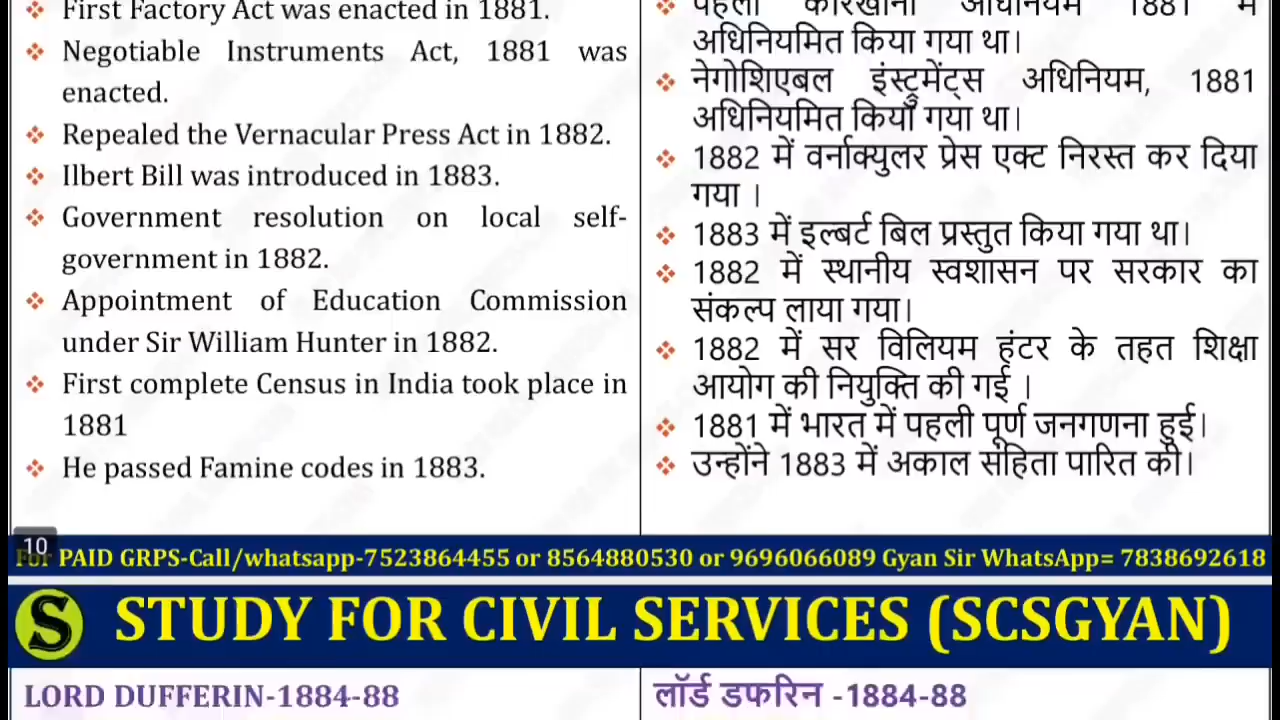 First Factory Act was enacted in 1881.
❖ Negotiable Instruments Act, 1881 was
enacted.
❖ Repealed the Vernacular Press Act in 1882.
❖ Ilbert Bill was introduced in 1883.
❖ Government resolution on local self-
government in 1882.
❖ Appointment of Education Commission
under Sir William Hunter in 1882.
❖ First complete Census in India took place in
1881
❖ He passed Famine codes in 1883.
पहला कारखाना अधिनियम 1881 में
अधिनियमित किया गया था।
❖ नेगोशिएबल इंस्ट्रुमेंट्स अधिनियम, 1881
अधिनियमित किया गया था।
❖ 1882 में वर्नाक्युलर प्रेस एक्ट निरस्त कर दिया
गया ।
❖ 1883 में इल्बर्ट बिल प्रस्तुत किया गया था।
❖ 1882 में स्थानीय स्वशासन पर सरकार का
संकल्प लाया गया।
❖ 1882 में सर विलियम हंटर के तहत शिक्षा
आयोग की नियुक्ति की गई ।
❖ 1881 में भारत में पहली पूर्ण जनगणना हुई।
❖ उन्होंने 1883 में अकाल संहिता पारित की।
10
For PAID GRPS-Call/whatsapp-7523864455 or 8564880530 or 9696066089 Gyan Sir WhatsApp= 7838692618
S STUDY FOR CIVIL SERVICES (SCSGYAN)
LORD DUFFERIN-1884-88
लॉर्ड डफरिन -1884-88